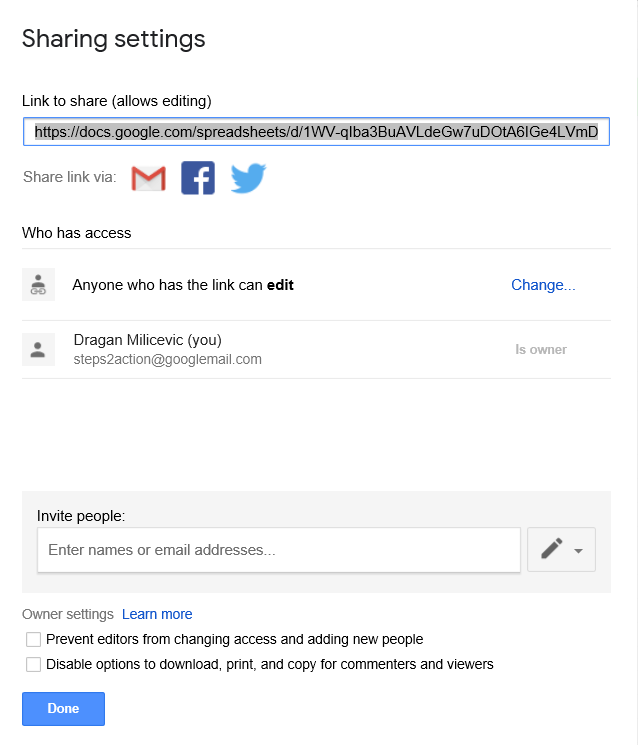 Sharing settings
Link to share (allows editing)
https://docs.google.com/spreadsheets/d/1WV-qIba3BuAVLdeGw7uDOtA6IGe4LVmD
Share link via:
Who has access
Anyone who has the link can edit Change...
Dragan Milicevic (you)
steps2action@googlemail.com
Is owner
Invite people:
Enter names or email addresses...
Owner settings Learn more
Prevent editors from changing access and adding new people
Disable options to download, print, and copy for commenters and viewers
Done